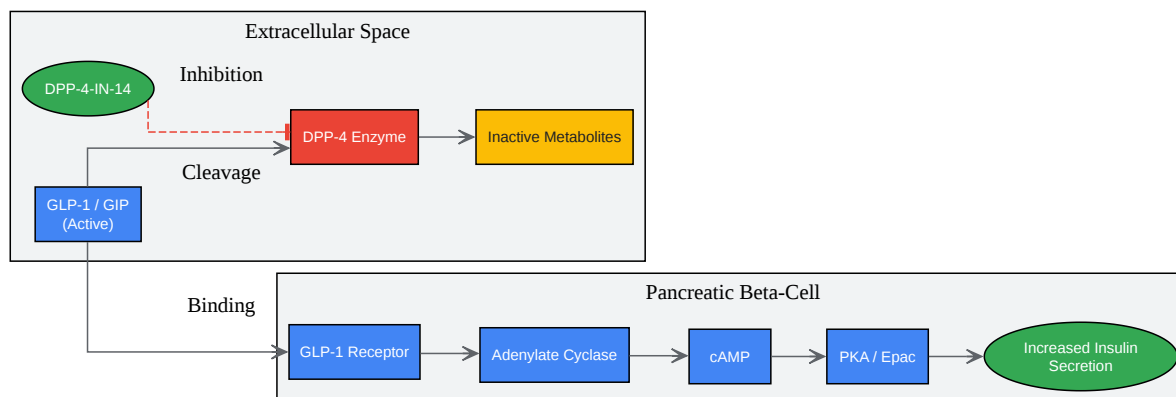 Extracellular Space
Inhibition
DPP-4-IN-14
DPP-4 Enzyme
Inactive Metabolites
Cleavage
GLP-1 / GIP
(Active)
Binding
Pancreatic Beta-Cell
GLP-1 Receptor
Adenylate Cyclase
cAMP
PKA / Epac
Increased Insulin
Secretion